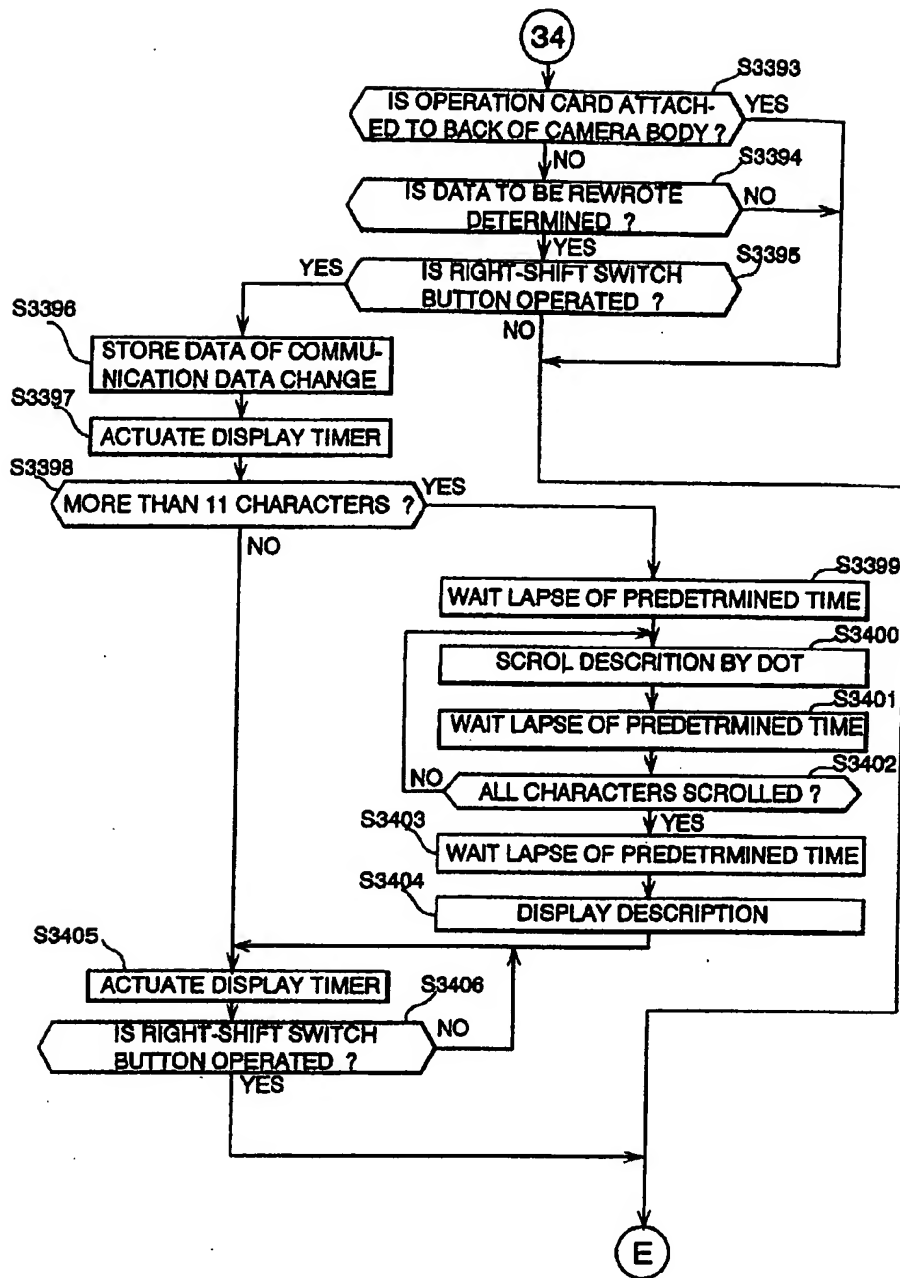 34
S3393
IS OPERATION CARD ATTACH-
ED TO BACK OF CAMERA BODY ?
YES
NO
S3394
IS DATA TO BE REWROTE
DETERMINED ?
NO
YES
S3395
IS RIGHT-SHIFT SWITCH
BUTTON OPERATED ?
YES
NO
S3396
STORE DATA OF COMMU-
NICATION DATA CHANGE
S3397
ACTUATE DISPLAY TIMER
S3398
MORE THAN 11 CHARACTERS ?
YES
NO
S3399
WAIT LAPSE OF PREDETRMINED TIME
S3400
SCROL DESCRITION BY DOT
S3401
WAIT LAPSE OF PREDETRMINED TIME
S3402
NO
ALL CHARACTERS SCROLLED ?
YES
S3403
WAIT LAPSE OF PREDETRMINED TIME
S3404
DISPLAY DESCRIPTION
S3405
ACTUATE DISPLAY TIMER
S3406
IS RIGHT-SHIFT SWITCH
BUTTON OPERATED ?
NO
YES
E